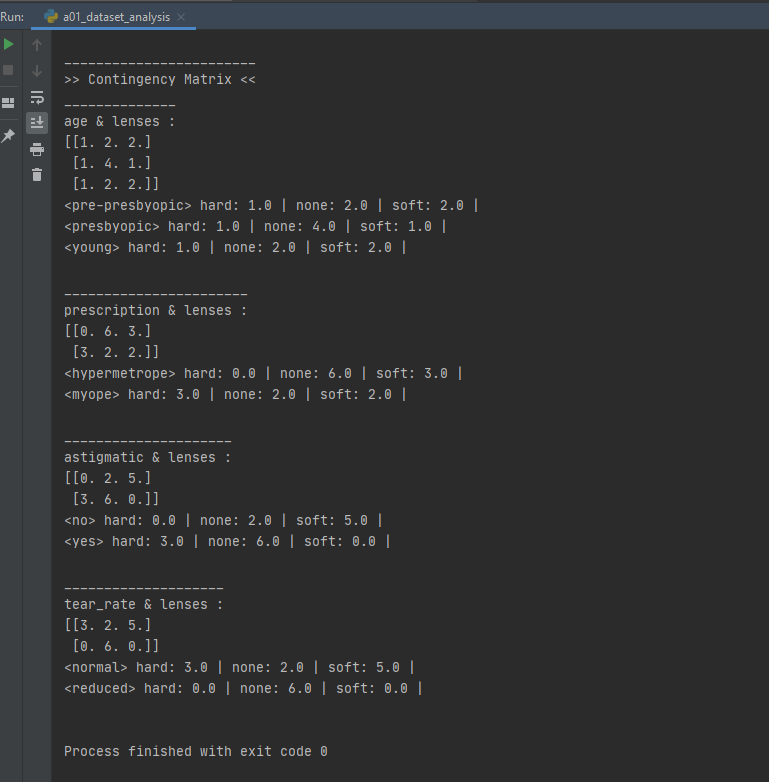 Run: a01_dataset_analysis ×
________________________
>> Contingency Matrix <<
______________
age & lenses :
[[1. 2. 2.]
 [1. 4. 1.]
 [1. 2. 2.]]
<pre-presbyopic> hard: 1.0 | none: 2.0 | soft: 2.0 |
<presbyopic> hard: 1.0 | none: 4.0 | soft: 1.0 |
<young> hard: 1.0 | none: 2.0 | soft: 2.0 |
_______________________
prescription & lenses :
[[0. 6. 3.]
 [3. 2. 2.]]
<hypermetrope> hard: 0.0 | none: 6.0 | soft: 3.0 |
<myope> hard: 3.0 | none: 2.0 | soft: 2.0 |
_____________________
astigmatic & lenses :
[[0. 2. 5.]
 [3. 6. 0.]]
<no> hard: 0.0 | none: 2.0 | soft: 5.0 |
<yes> hard: 3.0 | none: 6.0 | soft: 0.0 |
____________________
tear_rate & lenses :
[[3. 2. 5.]
 [0. 6. 0.]]
<normal> hard: 3.0 | none: 2.0 | soft: 5.0 |
<reduced> hard: 0.0 | none: 6.0 | soft: 0.0 |
Process finished with exit code 0